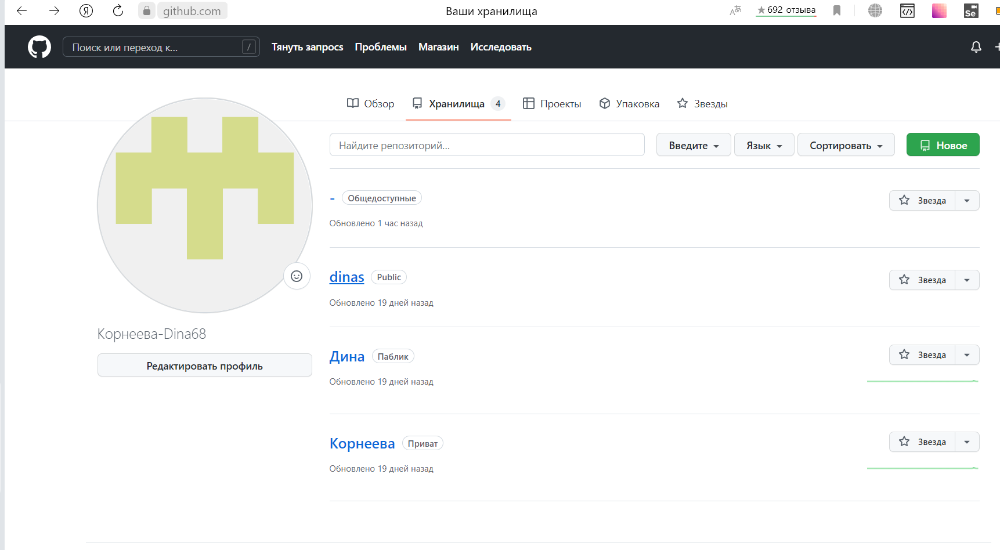 Я github.com Ваши хранилища 692 отзыва Se
Поиск или переход к... / Тянуть запросs Проблемы Магазин Исследовать
Обзор Хранилища 4 Проекты Упаковка Звезды
Найдите репозиторий... Введите Язык Сортировать Новое
- Общедоступные Звезда
Обновлено 1 час назад
dinas Public Звезда
Обновлено 19 дней назад
Корнеева-Dina68
Редактировать профиль
Дина Паблик Звезда
Обновлено 19 дней назад
Корнеева Приват Звезда
Обновлено 19 дней назад